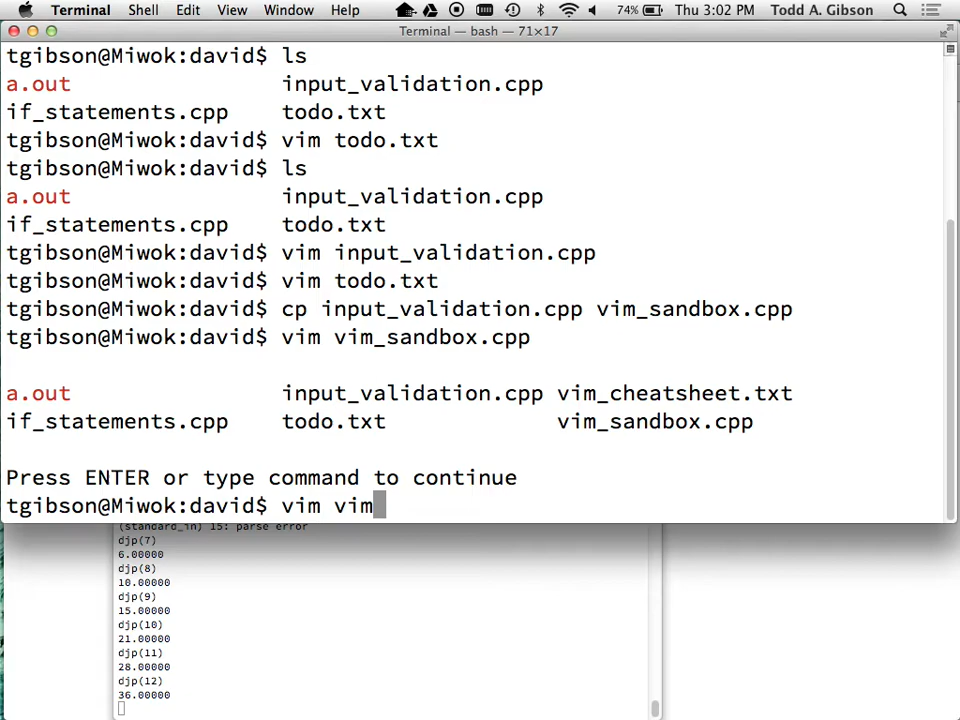 Terminal Shell Edit View Window Help 74% Thu 3:02 PM Todd A. Gibson
Terminal — bash — 71×17
tgibson@Miwok:david$ ls
a.out input_validation.cpp
if_statements.cpp todo.txt
tgibson@Miwok:david$ vim todo.txt
tgibson@Miwok:david$ ls
a.out input_validation.cpp
if_statements.cpp todo.txt
tgibson@Miwok:david$ vim input_validation.cpp
tgibson@Miwok:david$ vim todo.txt
tgibson@Miwok:david$ cp input_validation.cpp vim_sandbox.cpp
tgibson@Miwok:david$ vim vim_sandbox.cpp
a.out input_validation.cpp vim_cheatsheet.txt
if_statements.cpp todo.txt vim_sandbox.cpp
Press ENTER or type command to continue
tgibson@Miwok:david$ vim vim
(standard_in) 15: parse error
djp(7)
6.00000
djp(8)
10.00000
djp(9)
15.00000
djp(10)
21.00000
djp(11)
28.00000
djp(12)
36.00000